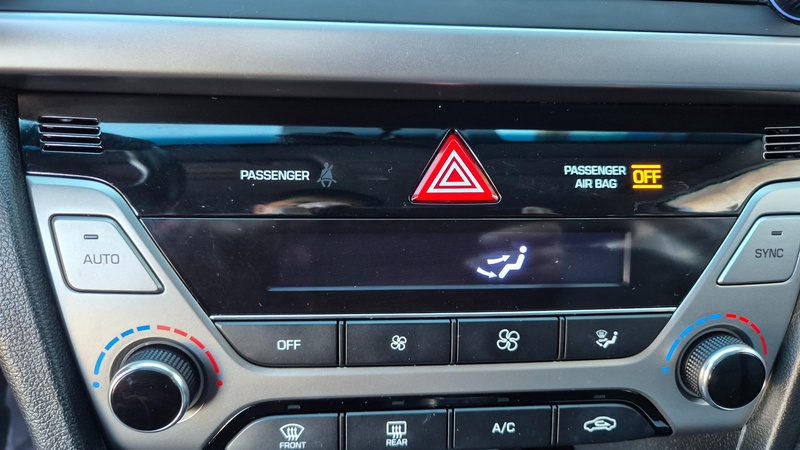 PASSENGER
PASSENGER
AIR BAG OFF
AUTO
SYNC
OFF
FRONT
REAR
A/C